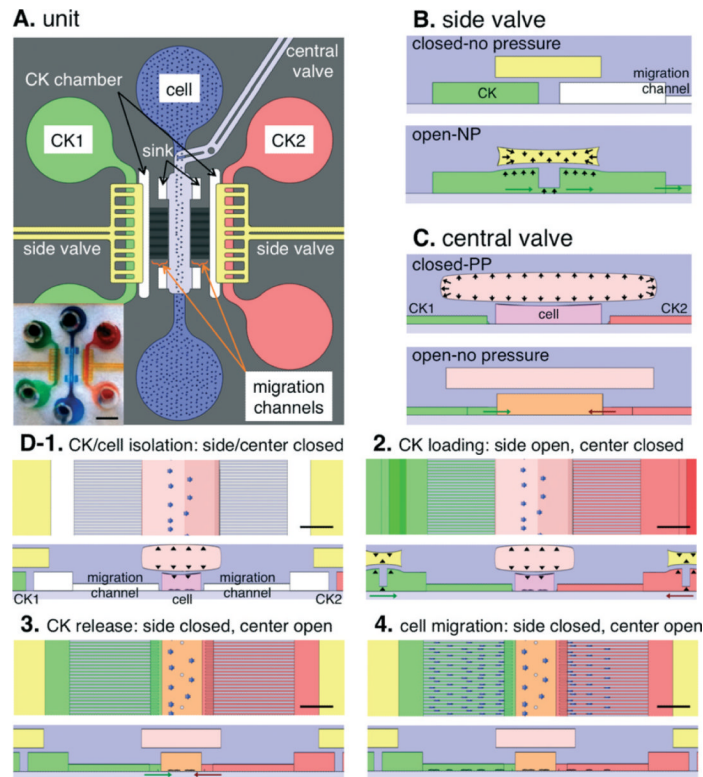 A. unit
central
valve
CK chamber
cell
CK1
CK2
sink
side valve
side valve
migration
channels
B. side valve
closed-no pressure
CK
migration
channel
open-NP
C. central valve
closed-PP
CK1
cell
CK2
open-no pressure
D-1. CK/cell isolation: side/center closed
migration
channel
migration
channel
CK1
cell
CK2
2. CK loading: side open, center closed
3. CK release: side closed, center open
4. cell migration: side closed, center open